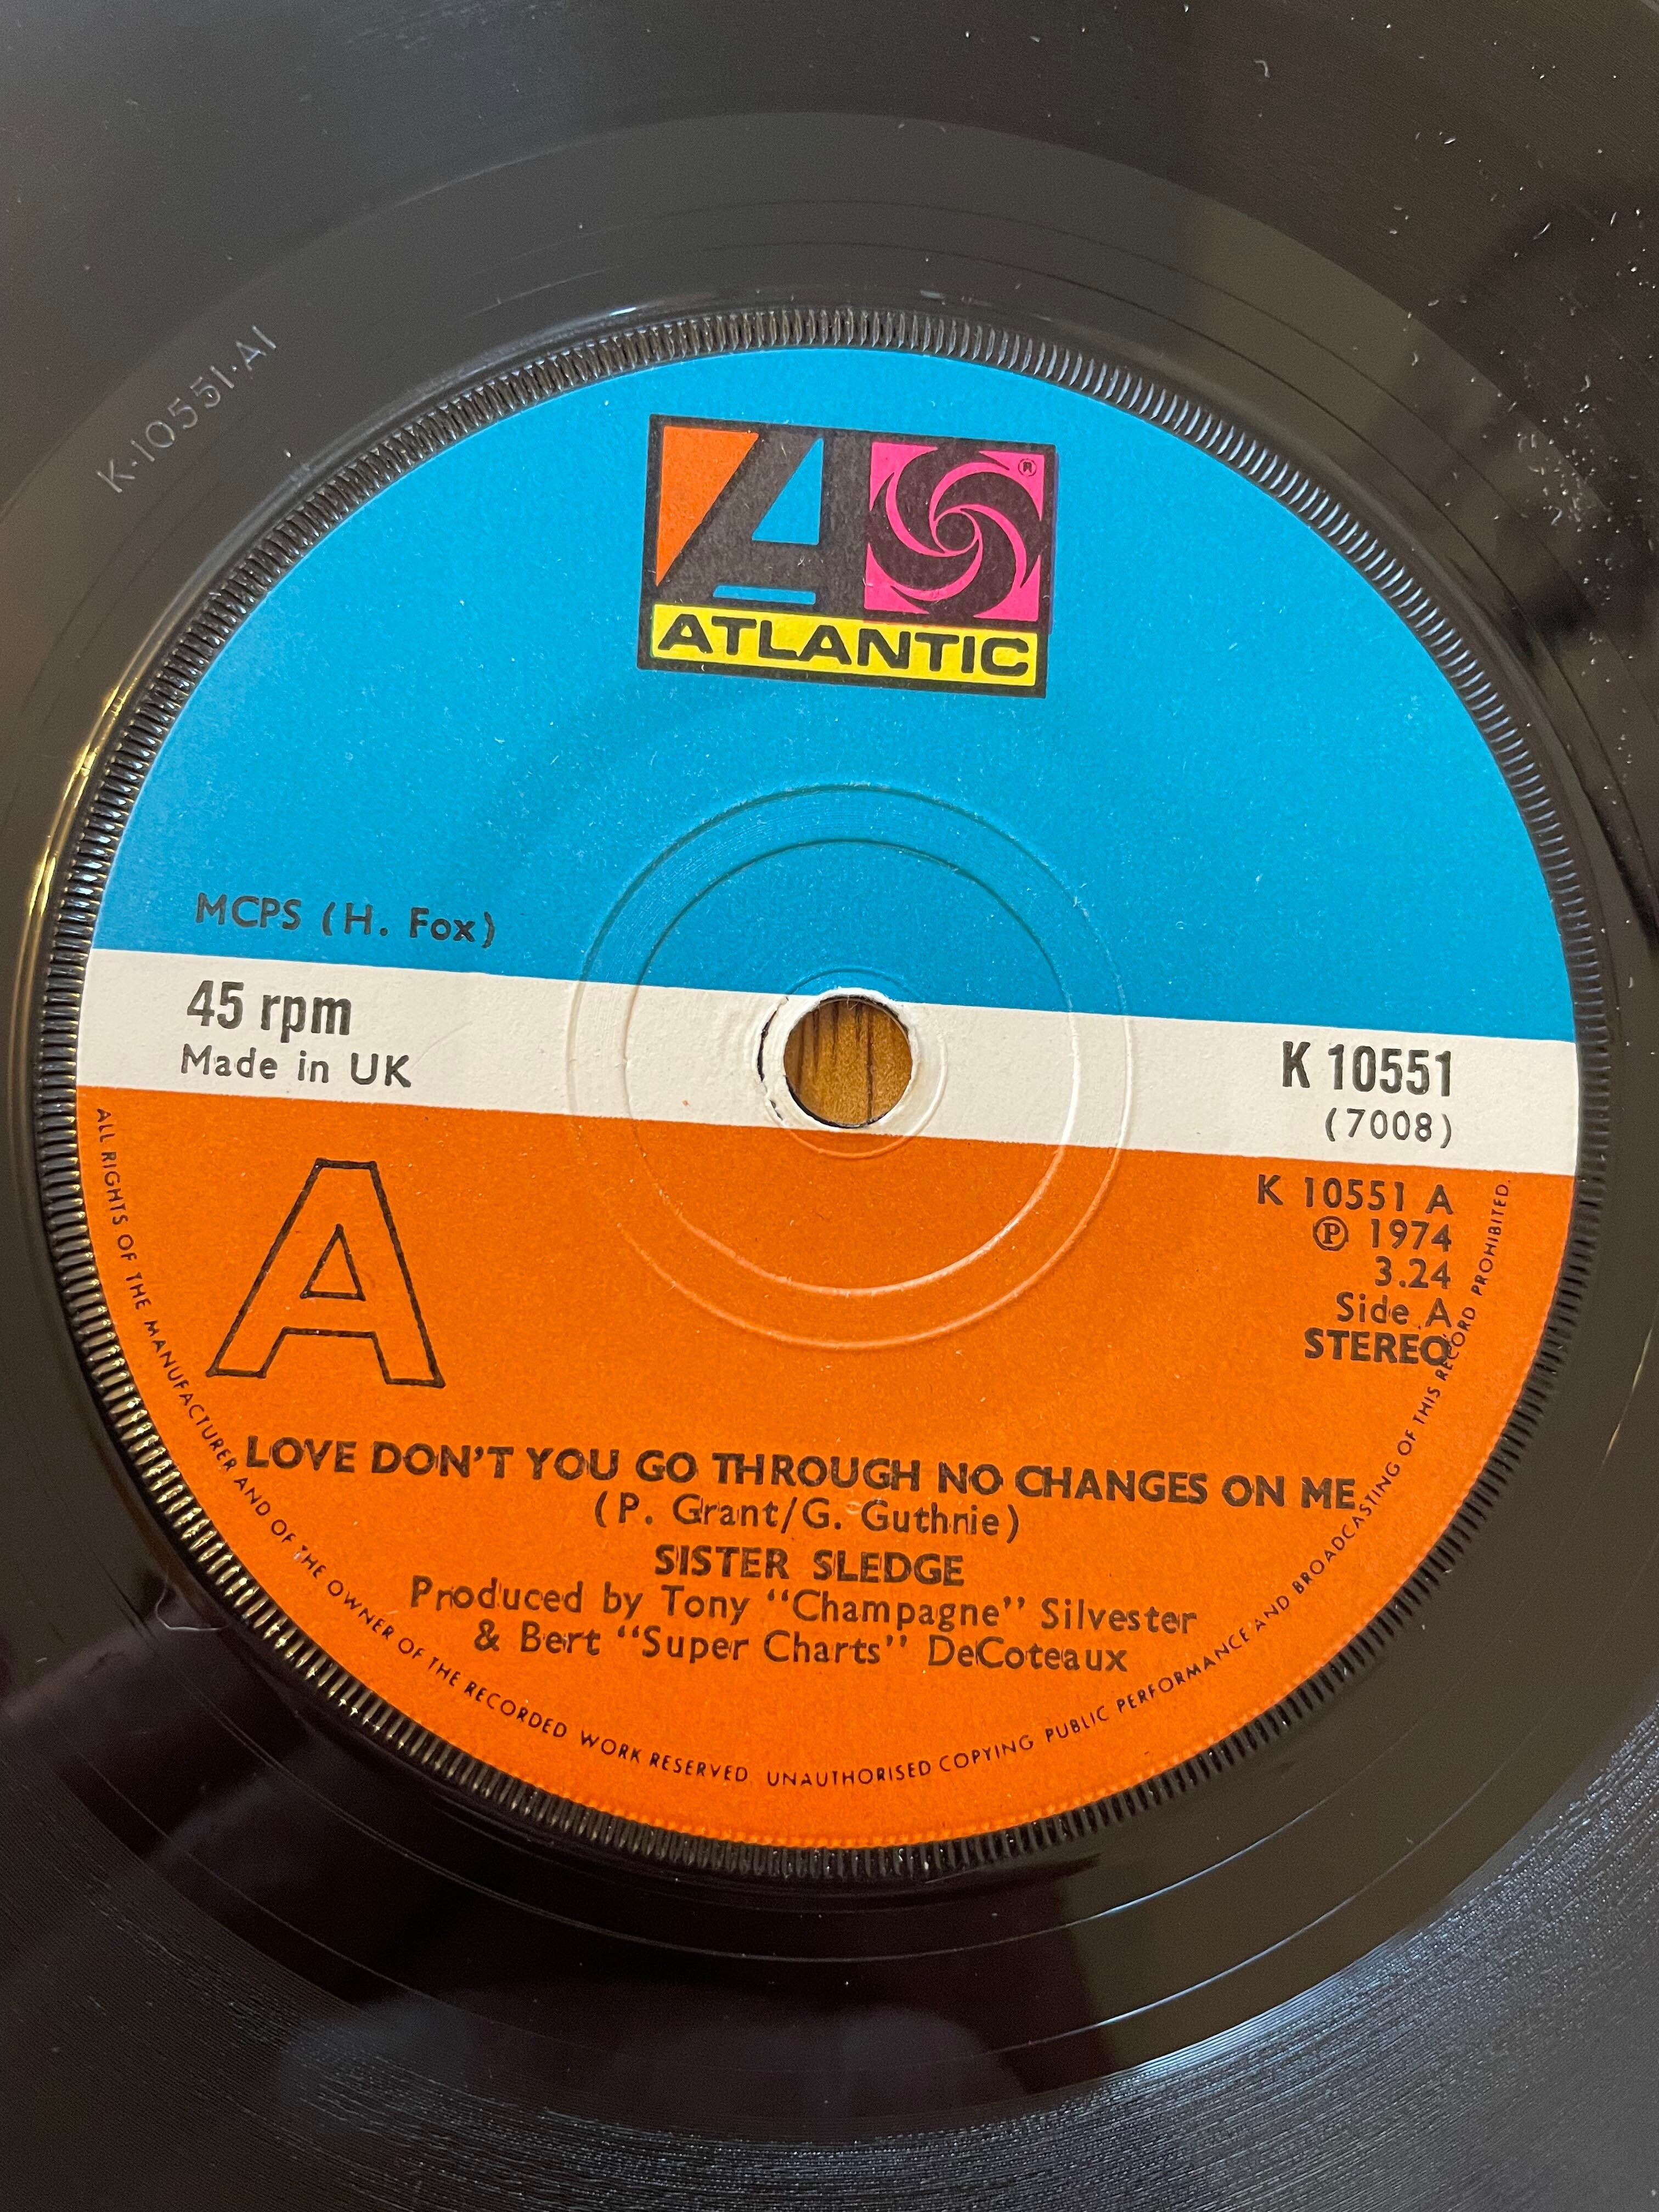 K·10551·A1
®
ATLANTIC
MCPS (H. Fox)
45 rpm
Made in UK
K 10551
(7008)
K 10551 A
Ⓟ 1974
3.24
Side A
STEREO
A
LOVE DON'T YOU GO THROUGH NO CHANGES ON ME
(P. Grant/G. Guthrie)
SISTER SLEDGE
Produced by Tony “Champagne” Silvester
& Bert “Super Charts” DeCoteaux
ALL RIGHTS OF THE MANUFACTURER AND OF THE OWNER OF THE RECORDED WORK RESERVED. UNAUTHORISED COPYING PUBLIC PERFORMANCE AND BROADCASTING OF THIS RECORD PROHIBITED.